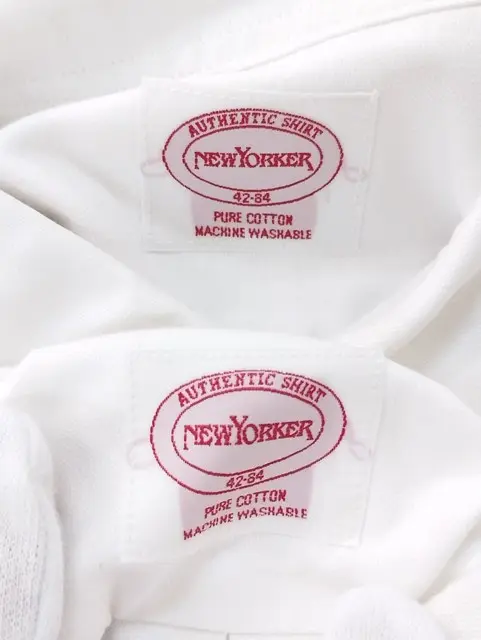 AUTHENTIC SHIRT
NEWYORKER
42-84
PURE COTTON
MACHINE WASHABLE
AUTHENTIC SHIRT
NEWYORKER
42-84
PURE COTTON
MACHINE WASHABLE